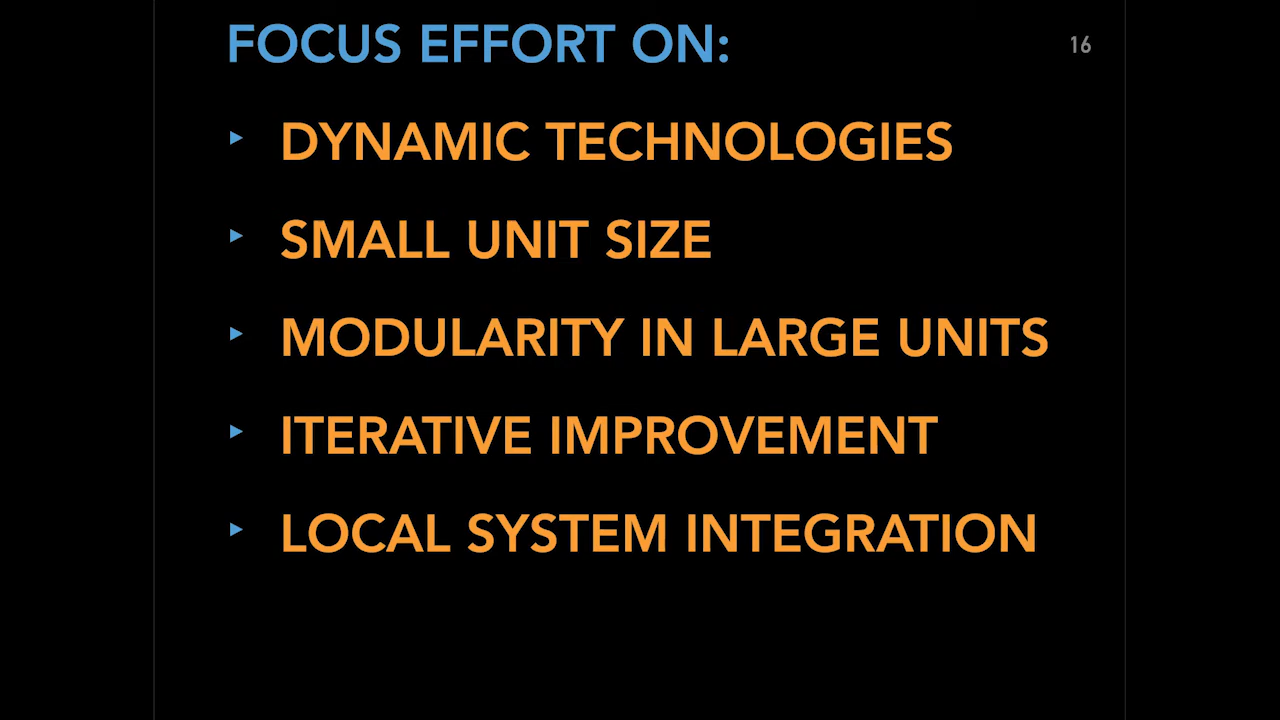 FOCUS EFFORT ON:
16
‣ DYNAMIC TECHNOLOGIES
‣ SMALL UNIT SIZE
‣ MODULARITY IN LARGE UNITS
‣ ITERATIVE IMPROVEMENT
‣ LOCAL SYSTEM INTEGRATION